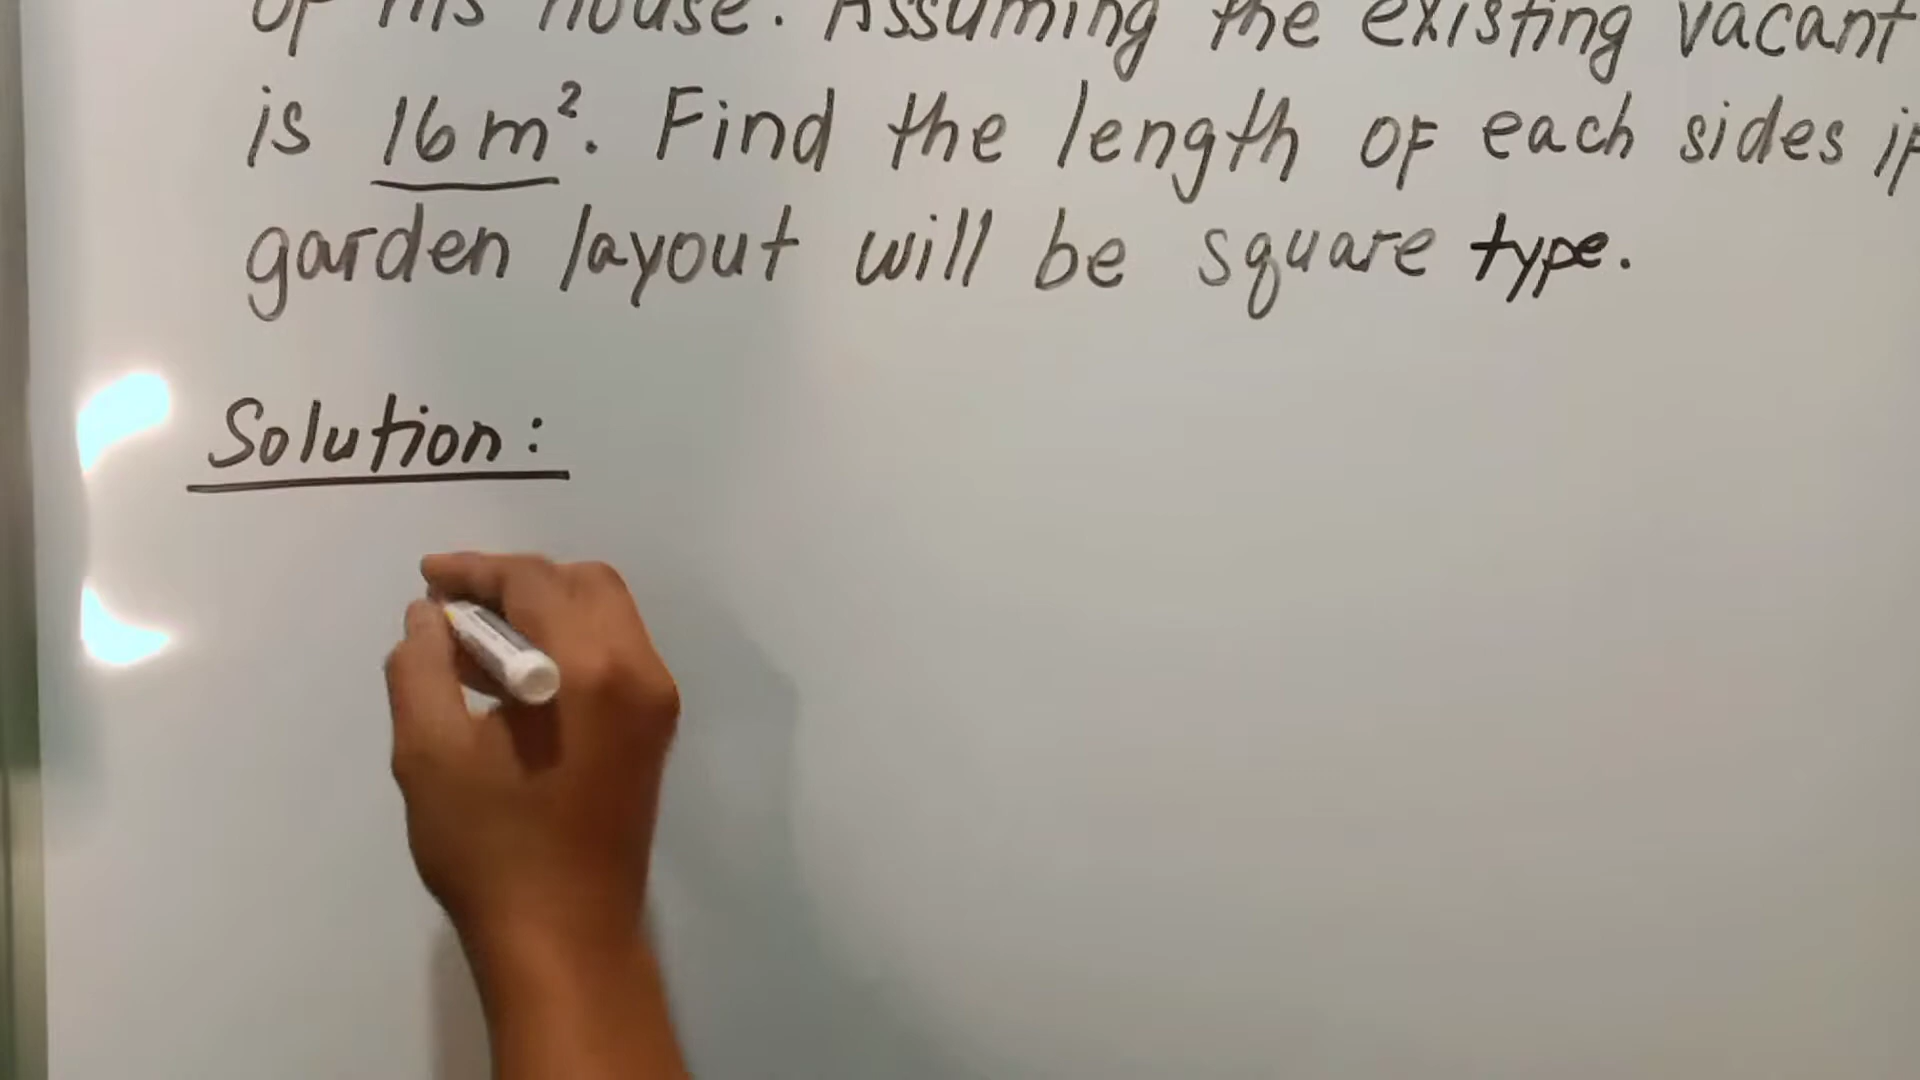 of his house. Assuming the existing vacant
is 16m². Find the length of each sides if
garden layout will be square type.
Solution: